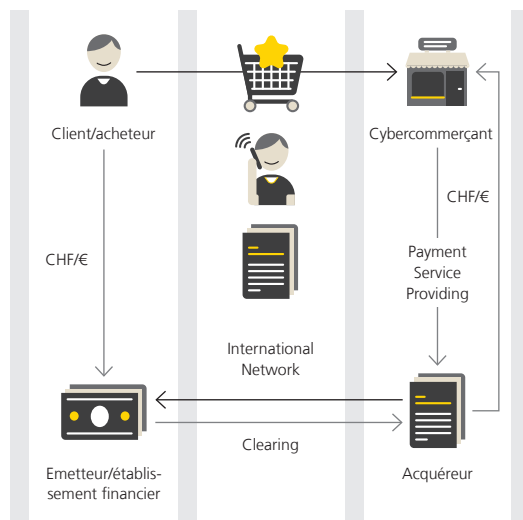 Client/acheteur
Cybercommerçant
CHF/€
CHF/€
Payment
Service
Providing
International
Network
Clearing
Emetteur/établis-
sement financier
Acquéreur